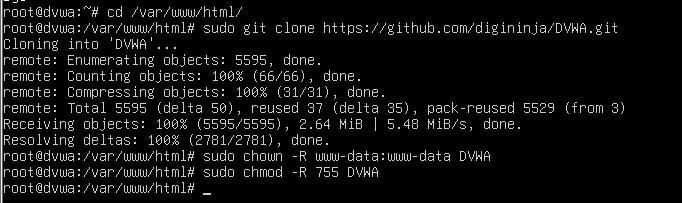 root@dvwa:~# cd /var/www/html/
root@dvwa:/var/www/html# sudo git clone https://github.com/digininja/DVWA.git
Cloning into 'DVWA'...
remote: Enumerating objects: 5595, done.
remote: Counting objects: 100% (66/66), done.
remote: Compressing objects: 100% (31/31), done.
remote: Total 5595 (delta 50), reused 37 (delta 35), pack-reused 5529 (from 3)
Receiving objects: 100% (5595/5595), 2.64 MiB | 5.48 MiB/s, done.
Resolving deltas: 100% (2781/2781), done.
root@dvwa:/var/www/html# sudo chown -R www-data:www-data DVWA
root@dvwa:/var/www/html# sudo chmod -R 755 DVWA
root@dvwa:/var/www/html# _